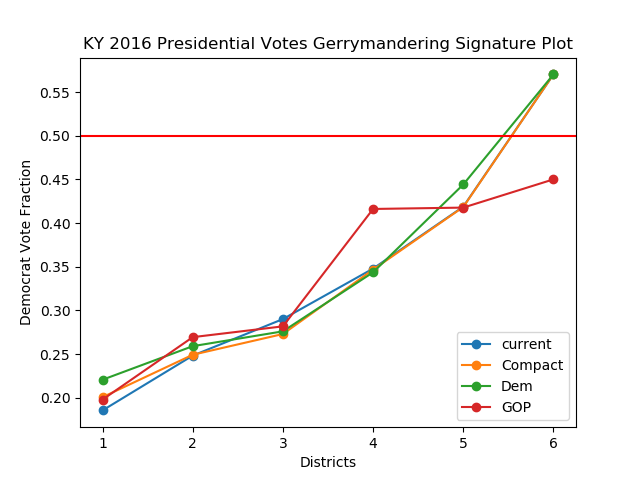 KY 2016 Presidential Votes Gerrymandering Signature Plot
0.55
0.50
0.45
0.40
0.35
0.30
0.25
0.20
Democrat Vote Fraction
current
Compact
Dem
GOP
1 2 3 4 5 6
Districts